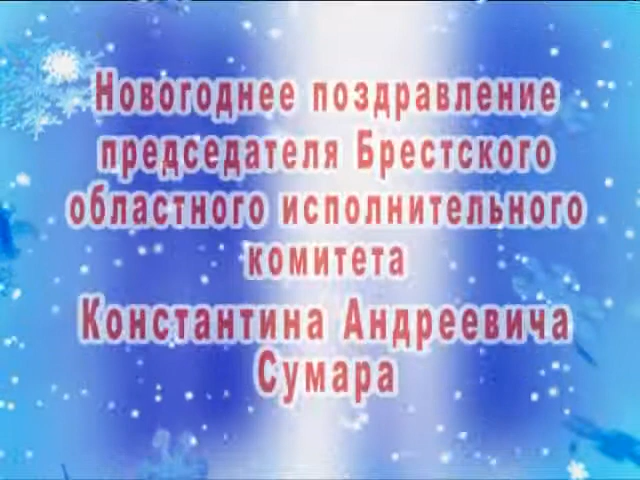 Новогоднее поздравление
председателя Брестского
областного исполнительного
комитета
Константина Андреевича
Сумара